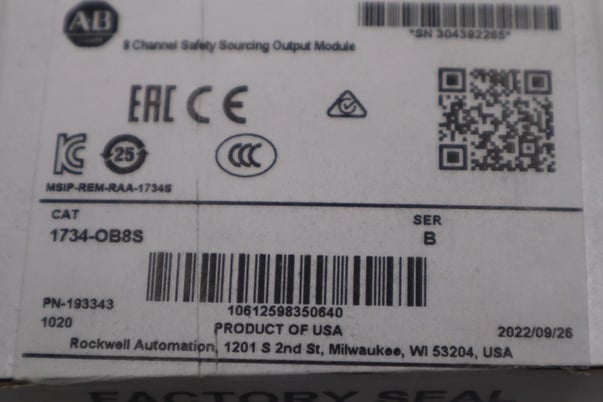 AB
8 Channel Safety Sourcing Output Module
*SN 304392265*
EAC CE
25
CCC
MSIP-REM-RAA-1734S
CAT
SER
1734-OB8S
B
10612598350640
PN-193343
1020
PRODUCT OF USA
2022/09/26
Rockwell Automation, 1201 S 2nd St, Milwaukee, WI 53204, USA
FACTORY SEAL